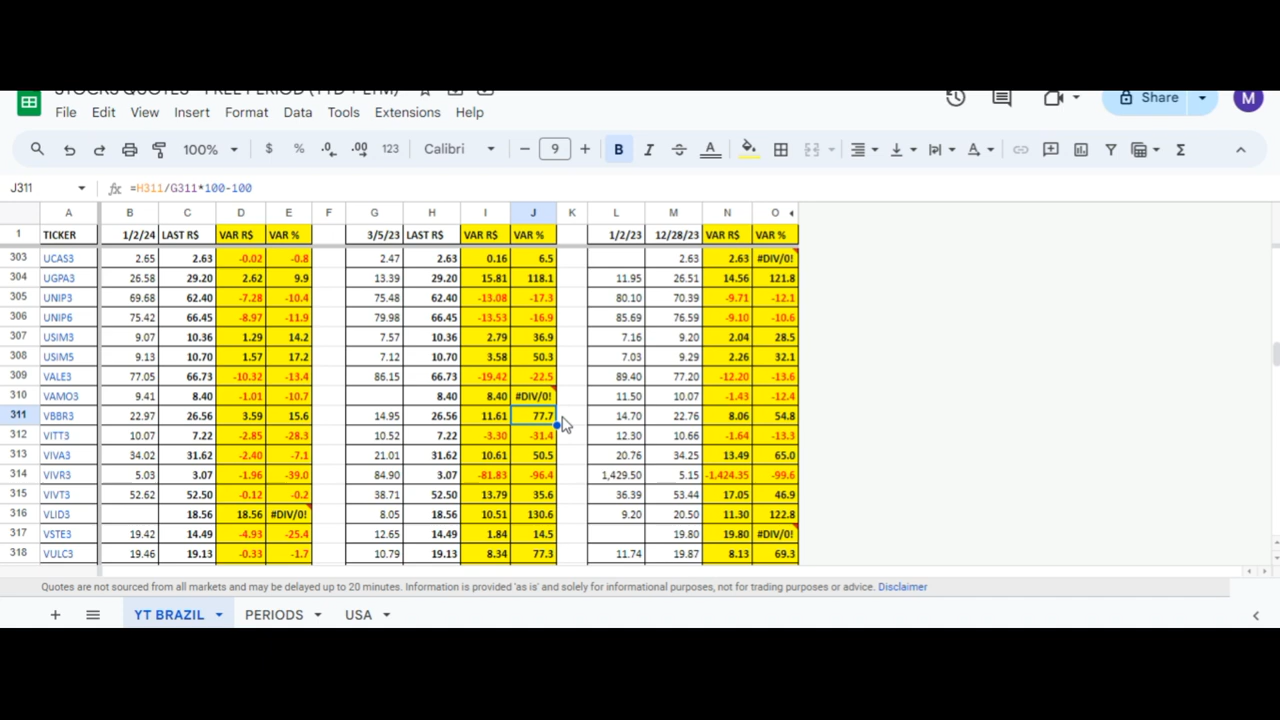 STOCKS QUOTES - FREE PERIOD (YTD + LTM)
File Edit View Insert Format Data Tools Extensions Help Share M
100% $ % .0 .00 123 Calibri − 9 + B I A Σ
J311 fx =H311/G311*100-100
A B C D E F G H I J K L M N O
1 TICKER 1/2/24 LAST R$ VAR R$ VAR % 3/5/23 LAST R$ VAR R$ VAR % 1/2/23 12/28/23 VAR R$ VAR %
303 UCAS3 2.65 2.63 -0.02 -0.8 2.47 2.63 0.16 6.5 2.63 2.63 #DIV/0!
304 UGPA3 26.58 29.20 2.62 9.9 13.39 29.20 15.81 118.1 11.95 26.51 14.56 121.8
305 UNIP3 69.68 62.40 -7.28 -10.4 75.48 62.40 -13.08 -17.3 80.10 70.39 -9.71 -12.1
306 UNIP6 75.42 66.45 -8.97 -11.9 79.98 66.45 -13.53 -16.9 85.69 76.59 -9.10 -10.6
307 USIM3 9.07 10.36 1.29 14.2 7.57 10.36 2.79 36.9 7.16 9.20 2.04 28.5
308 USIM5 9.13 10.70 1.57 17.2 7.12 10.70 3.58 50.3 7.03 9.29 2.26 32.1
309 VALE3 77.05 66.73 -10.32 -13.4 86.15 66.73 -19.42 -22.5 89.40 77.20 -12.20 -13.6
310 VAMO3 9.41 8.40 -1.01 -10.7 8.40 8.40 #DIV/0! 11.50 10.07 -1.43 -12.4
311 VBBR3 22.97 26.56 3.59 15.6 14.95 26.56 11.61 77.7 14.70 22.76 8.06 54.8
312 VITT3 10.07 7.22 -2.85 -28.3 10.52 7.22 -3.30 -31.4 12.30 10.66 -1.64 -13.3
313 VIVA3 34.02 31.62 -2.40 -7.1 21.01 31.62 10.61 50.5 20.76 34.25 13.49 65.0
314 VIVR3 5.03 3.07 -1.96 -39.0 84.90 3.07 -81.83 -96.4 1,429.50 5.15 -1,424.35 -99.6
315 VIVT3 52.62 52.50 -0.12 -0.2 38.71 52.50 13.79 35.6 36.39 53.44 17.05 46.9
316 VLID3 18.56 18.56 #DIV/0! 8.05 18.56 10.51 130.6 9.20 20.50 11.30 122.8
317 VSTE3 19.42 14.49 -4.93 -25.4 12.65 14.49 1.84 14.5 19.80 19.80 #DIV/0!
318 VULC3 19.46 19.13 -0.33 -1.7 10.79 19.13 8.34 77.3 11.74 19.87 8.13 69.3
Quotes are not sourced from all markets and may be delayed up to 20 minutes. Information is provided 'as is' and solely for informational purposes, not for trading purposes or advice. Disclaimer
+ YT BRAZIL PERIODS USA